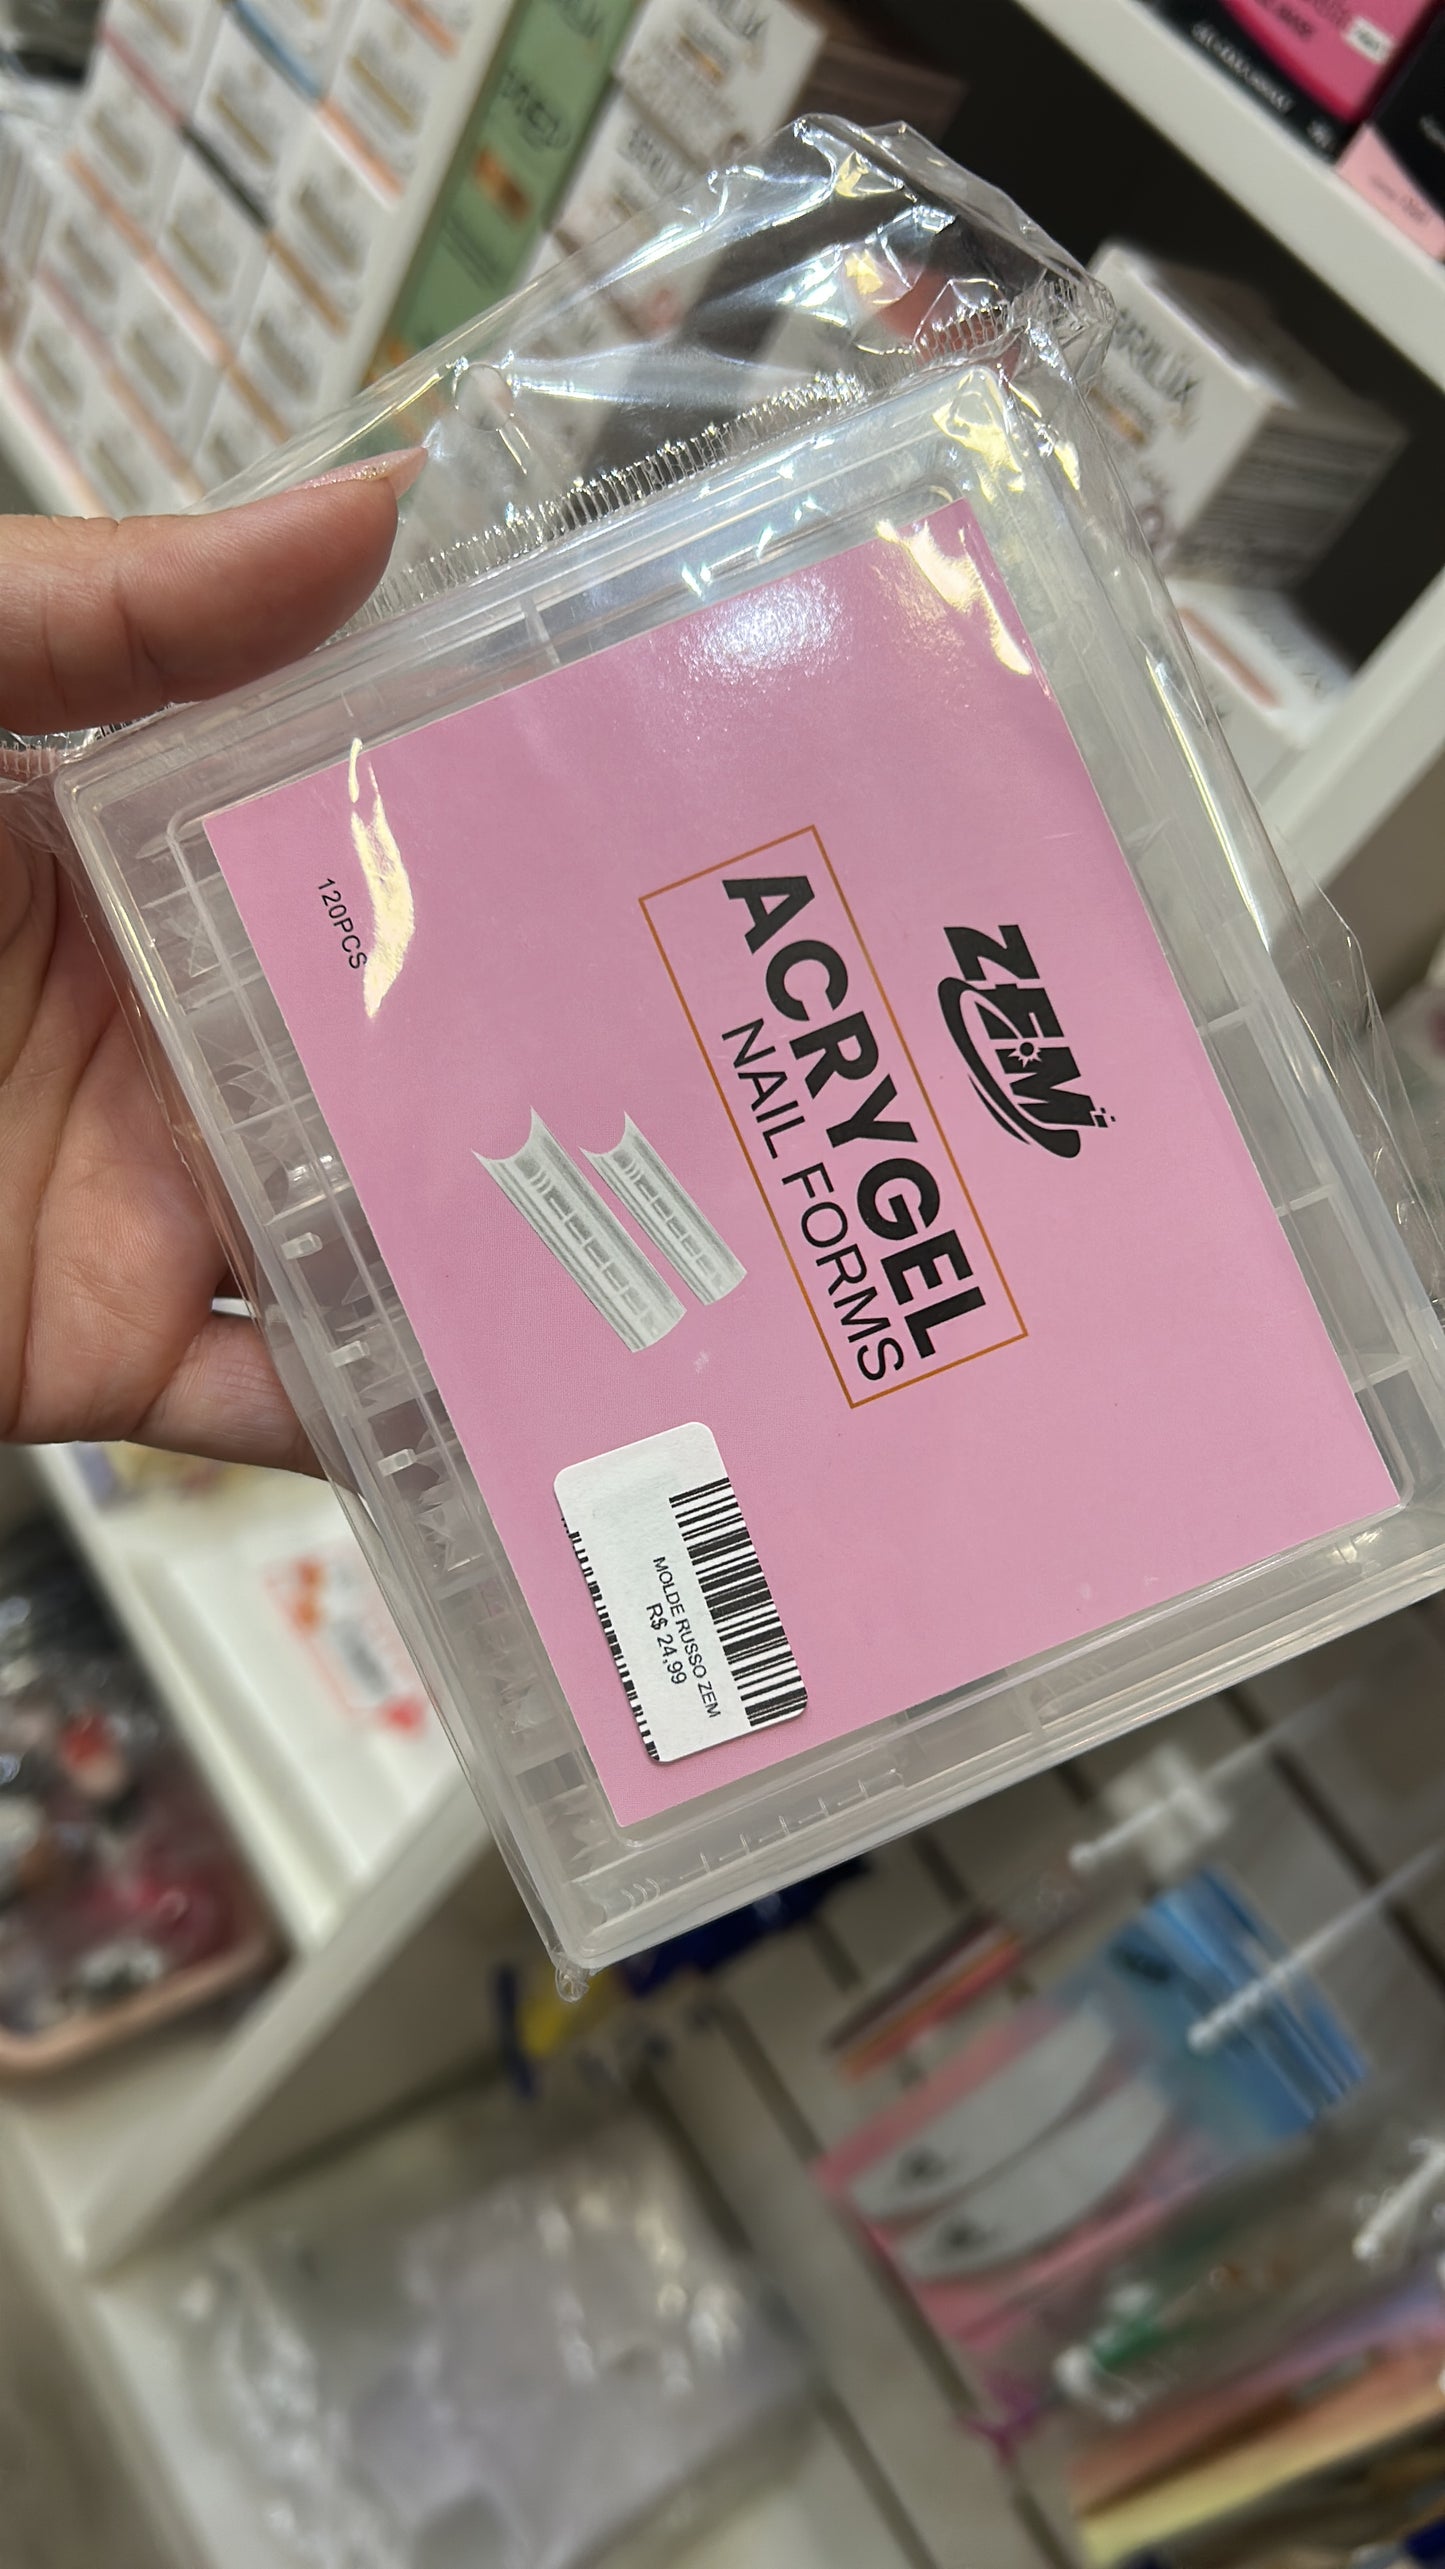 ZEM
ACRYGEL
NAIL FORMS
120PCS
MOLDE RUSSO ZEM
R$ 24,99